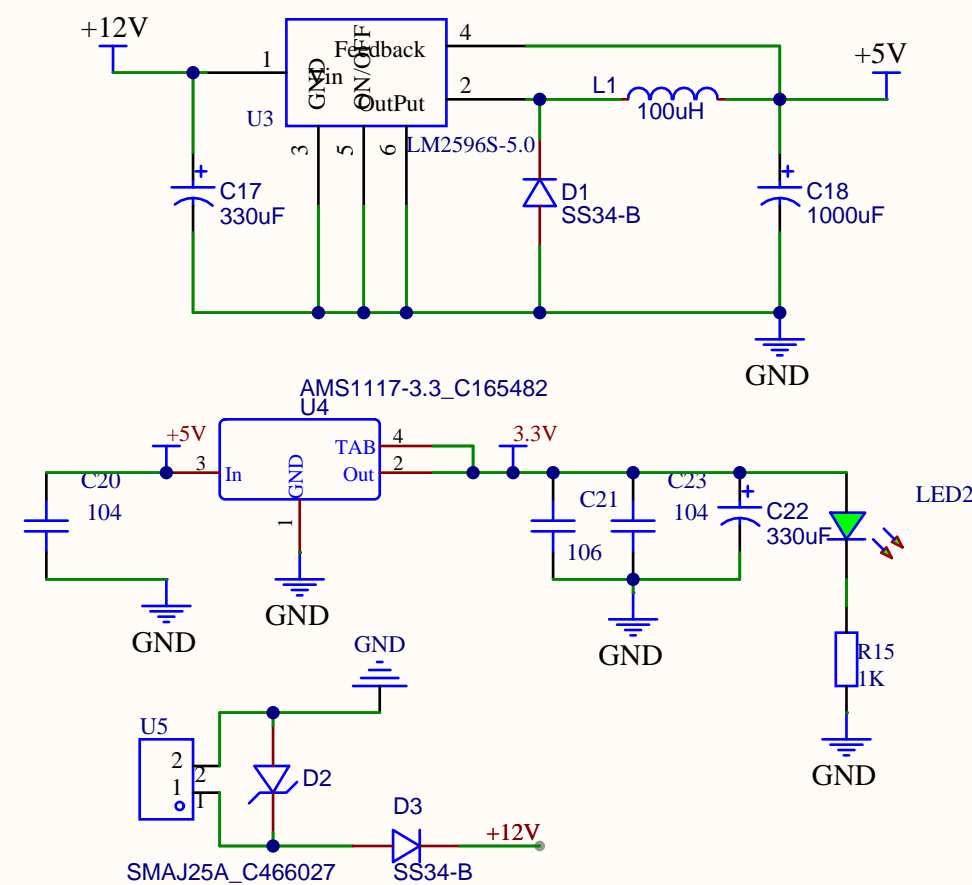 +12V
1
Feedback
Vin
GND
ON/OFF
OutPut
4
2
U3
3
5
6
LM2596S-5.0
L1
100uH
+5V
C17
330uF
D1
SS34-B
C18
1000uF
GND
AMS1117-3.3_C165482
U4
+5V
3
In
GND
TAB
Out
4
2
1
3.3V
C20
104
GND
GND
C21
106
C23
104
C22
330uF
GND
LED2
R15
1K
GND
GND
U5
2
2
1
1
D2
SMAJ25A_C466027
D3
SS34-B
+12V